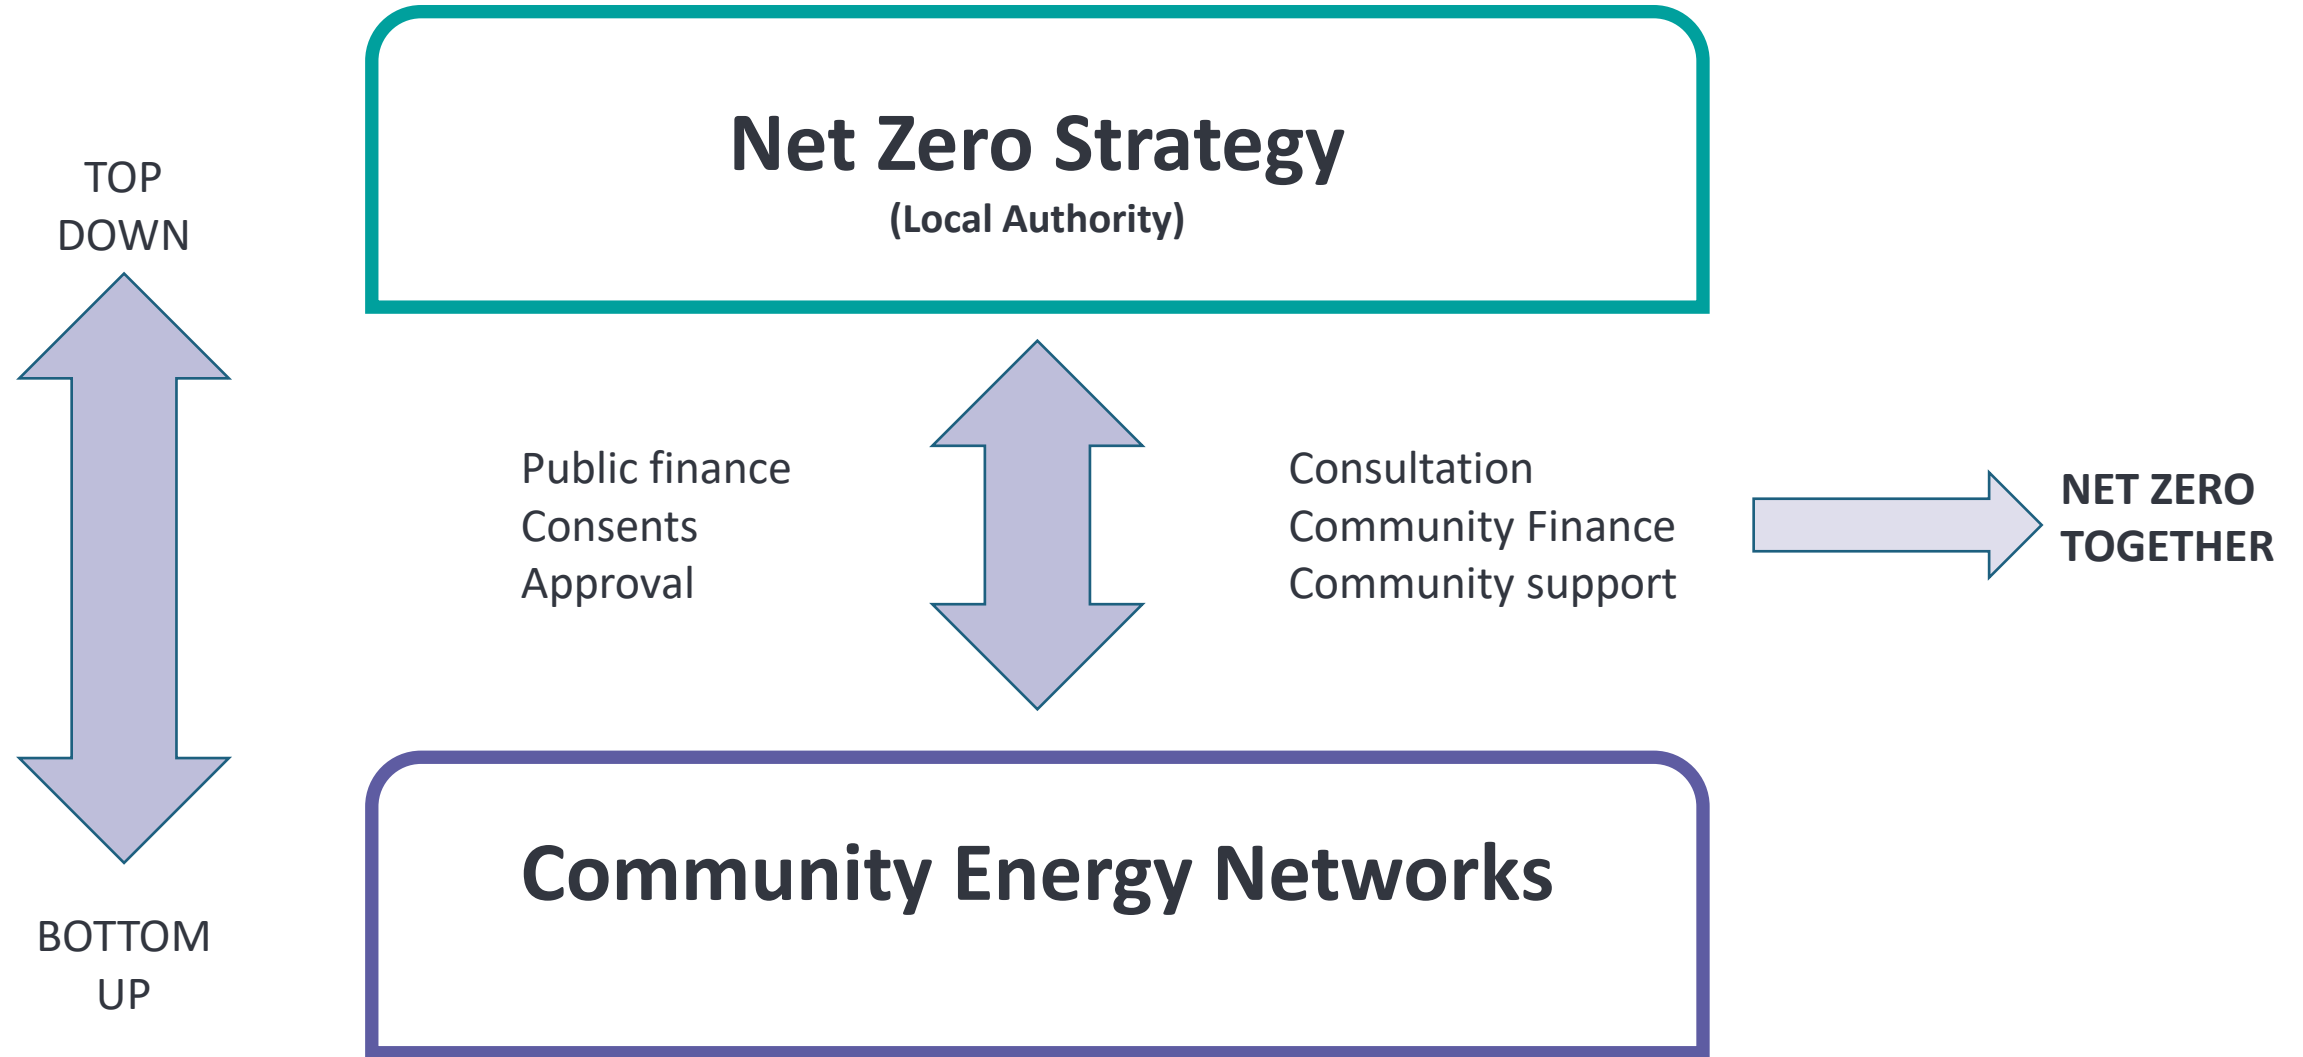 Net Zero Strategy
(Local Authority)
TOP
DOWN
Public finance
Consents
Approval
Consultation
Community Finance
Community support
NET ZERO
TOGETHER
Community Energy Networks
BOTTOM
UP